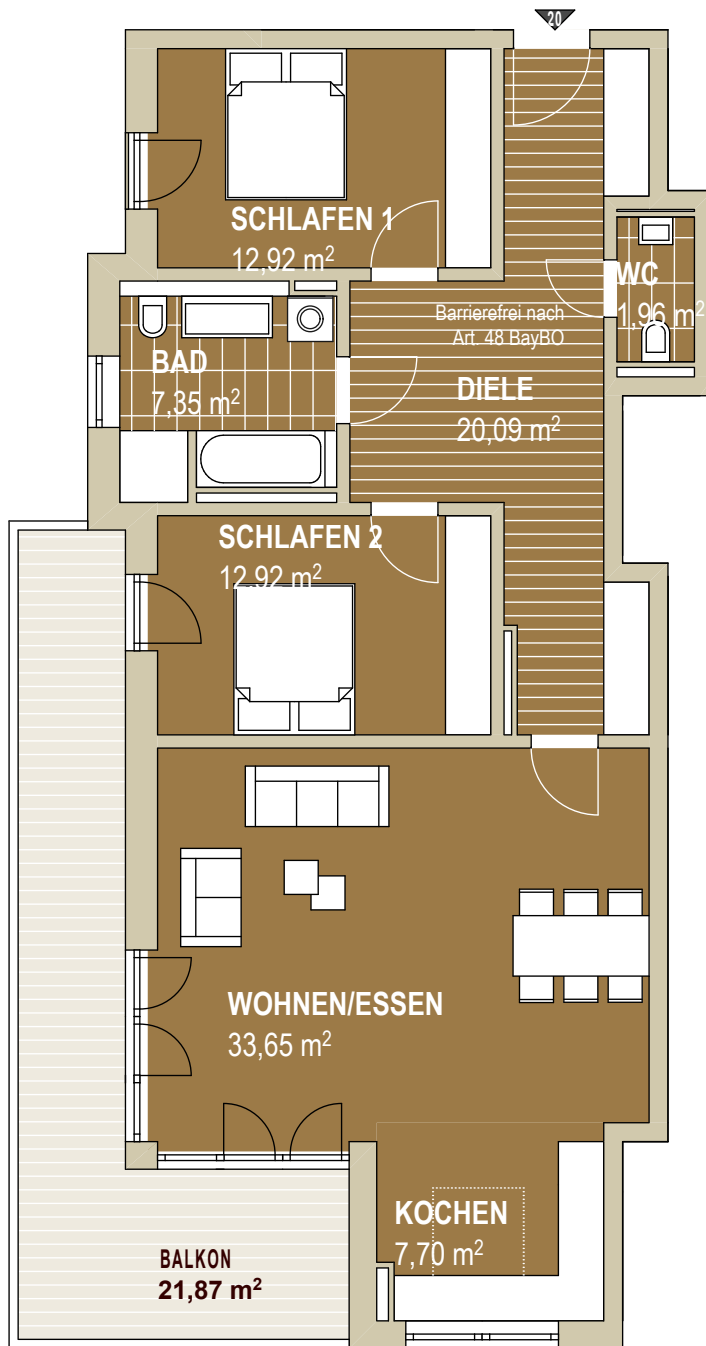 20
SCHLAFEN 1
12,92 m²
WC
1,96 m²
Barrierefrei nach
Art. 48 BayBO
BAD
7,35 m²
DIELE
20,09 m²
SCHLAFEN 2
12,92 m²
WOHNEN/ESSEN
33,65 m²
KOCHEN
7,70 m²
BALKON
21,87 m²